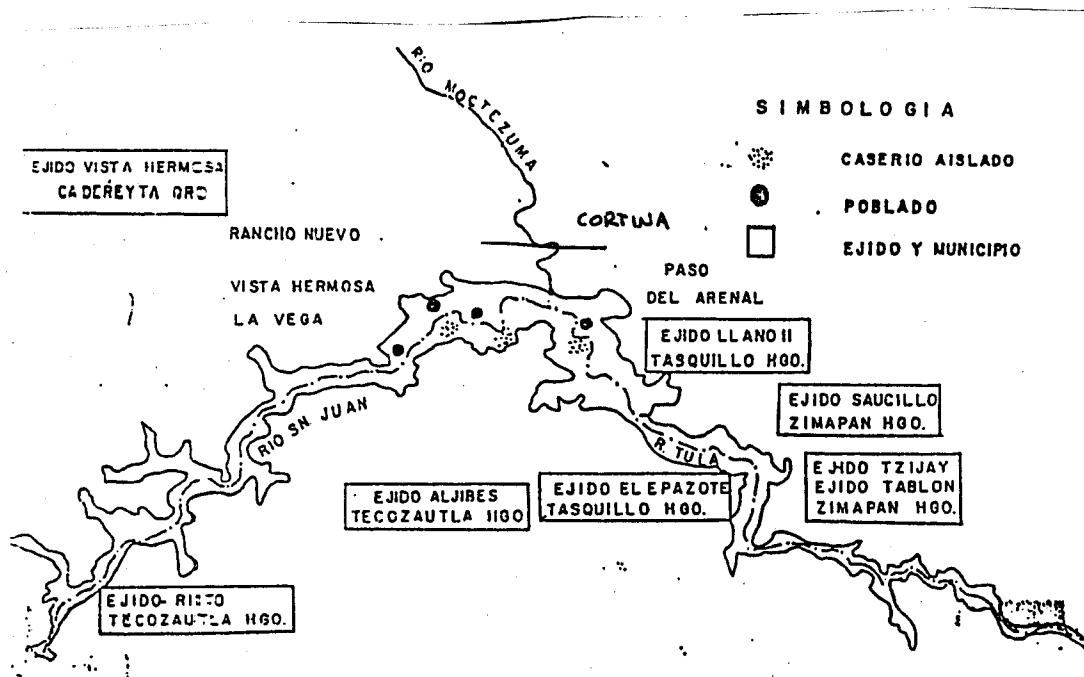 RIO MOCTEZUMA
SIMBOLOGIA
CASERIO AISLADO
POBLADO
EJIDO Y MUNICIPIO
EJIDO VISTA HERMOSA
CADEREYTA QRO
RANCHO NUEVO
CORTINA
VISTA HERMOSA
LA VEGA
PASO
DEL ARENAL
EJIDO LLANO II
TASQUILLO HGO.
EJIDO SAUCILLO
ZIMAPAN HGO.
RIO SN. JUAN
R. TULA
EJIDO TZIJAY
EJIDO TABLON
ZIMAPAN HGO.
EJIDO ALJIBES
TECOZAUTLA HGO
EJIDO EL EPAZOTE
TASQUILLO HGO.
EJIDO
TECOZAUTLA HGO.